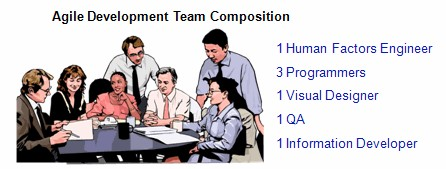 Agile Development Team Composition
1 Human Factors Engineer
3 Programmers
1 Visual Designer
1 QA
1 Information Developer